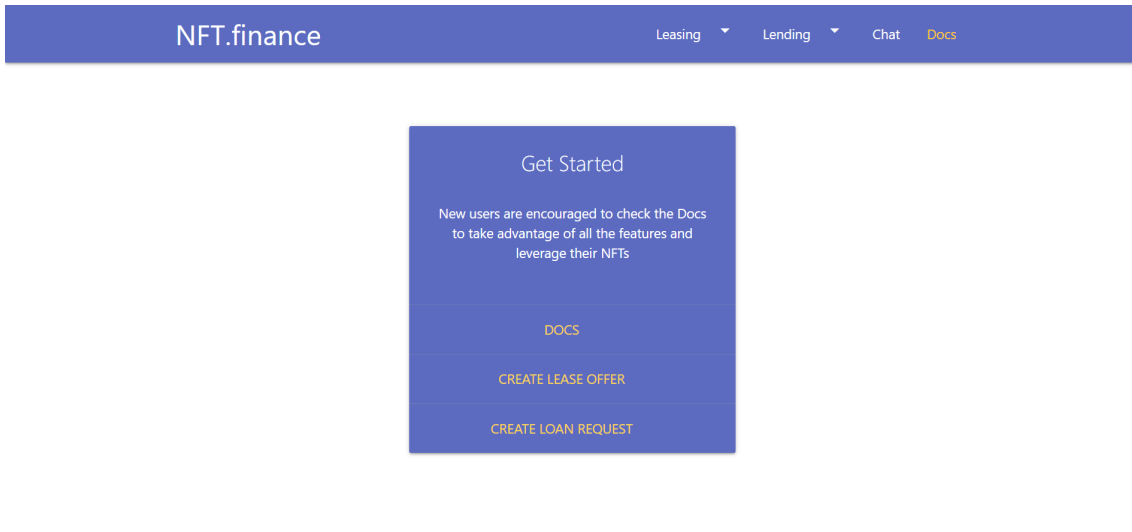 NFT.finance
Leasing Lending Chat Docs
Get Started
New users are encouraged to check the Docs
to take advantage of all the features and
leverage their NFTs
DOCS
CREATE LEASE OFFER
CREATE LOAN REQUEST